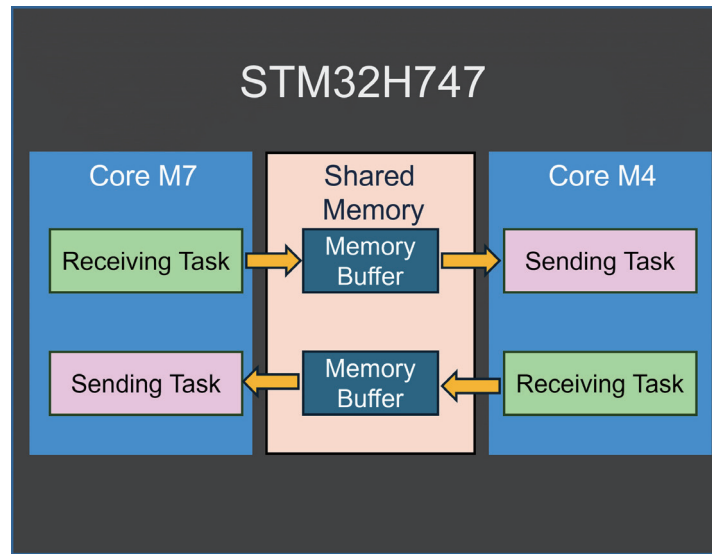 STM32H747
Core M7
Shared
Memory
Core M4
Receiving Task
Memory
Buffer
Sending Task
Sending Task
Memory
Buffer
Receiving Task